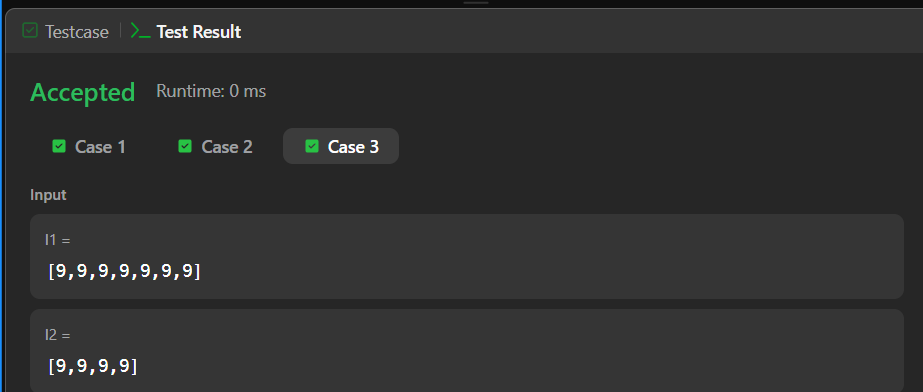 Testcase
Test Result
Accepted
Runtime: 0 ms
Case 1
Case 2
Case 3
Input
l1 =
[9,9,9,9,9,9,9]
l2 =
[9,9,9,9]